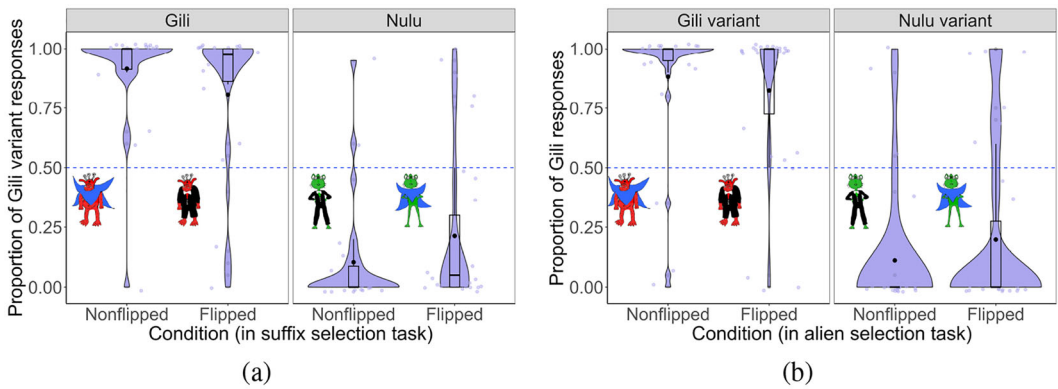 Gili
Nulu
Proportion of Gili variant responses
1.00
0.75
0.50
0.25
0.00
Nonflipped Flipped Nonflipped Flipped
Condition (in suffix selection task)
(a)
Gili variant
Nulu variant
Proportion of Gili responses
1.00
0.75
0.50
0.25
0.00
Nonflipped Flipped Nonflipped Flipped
Condition (in alien selection task)
(b)